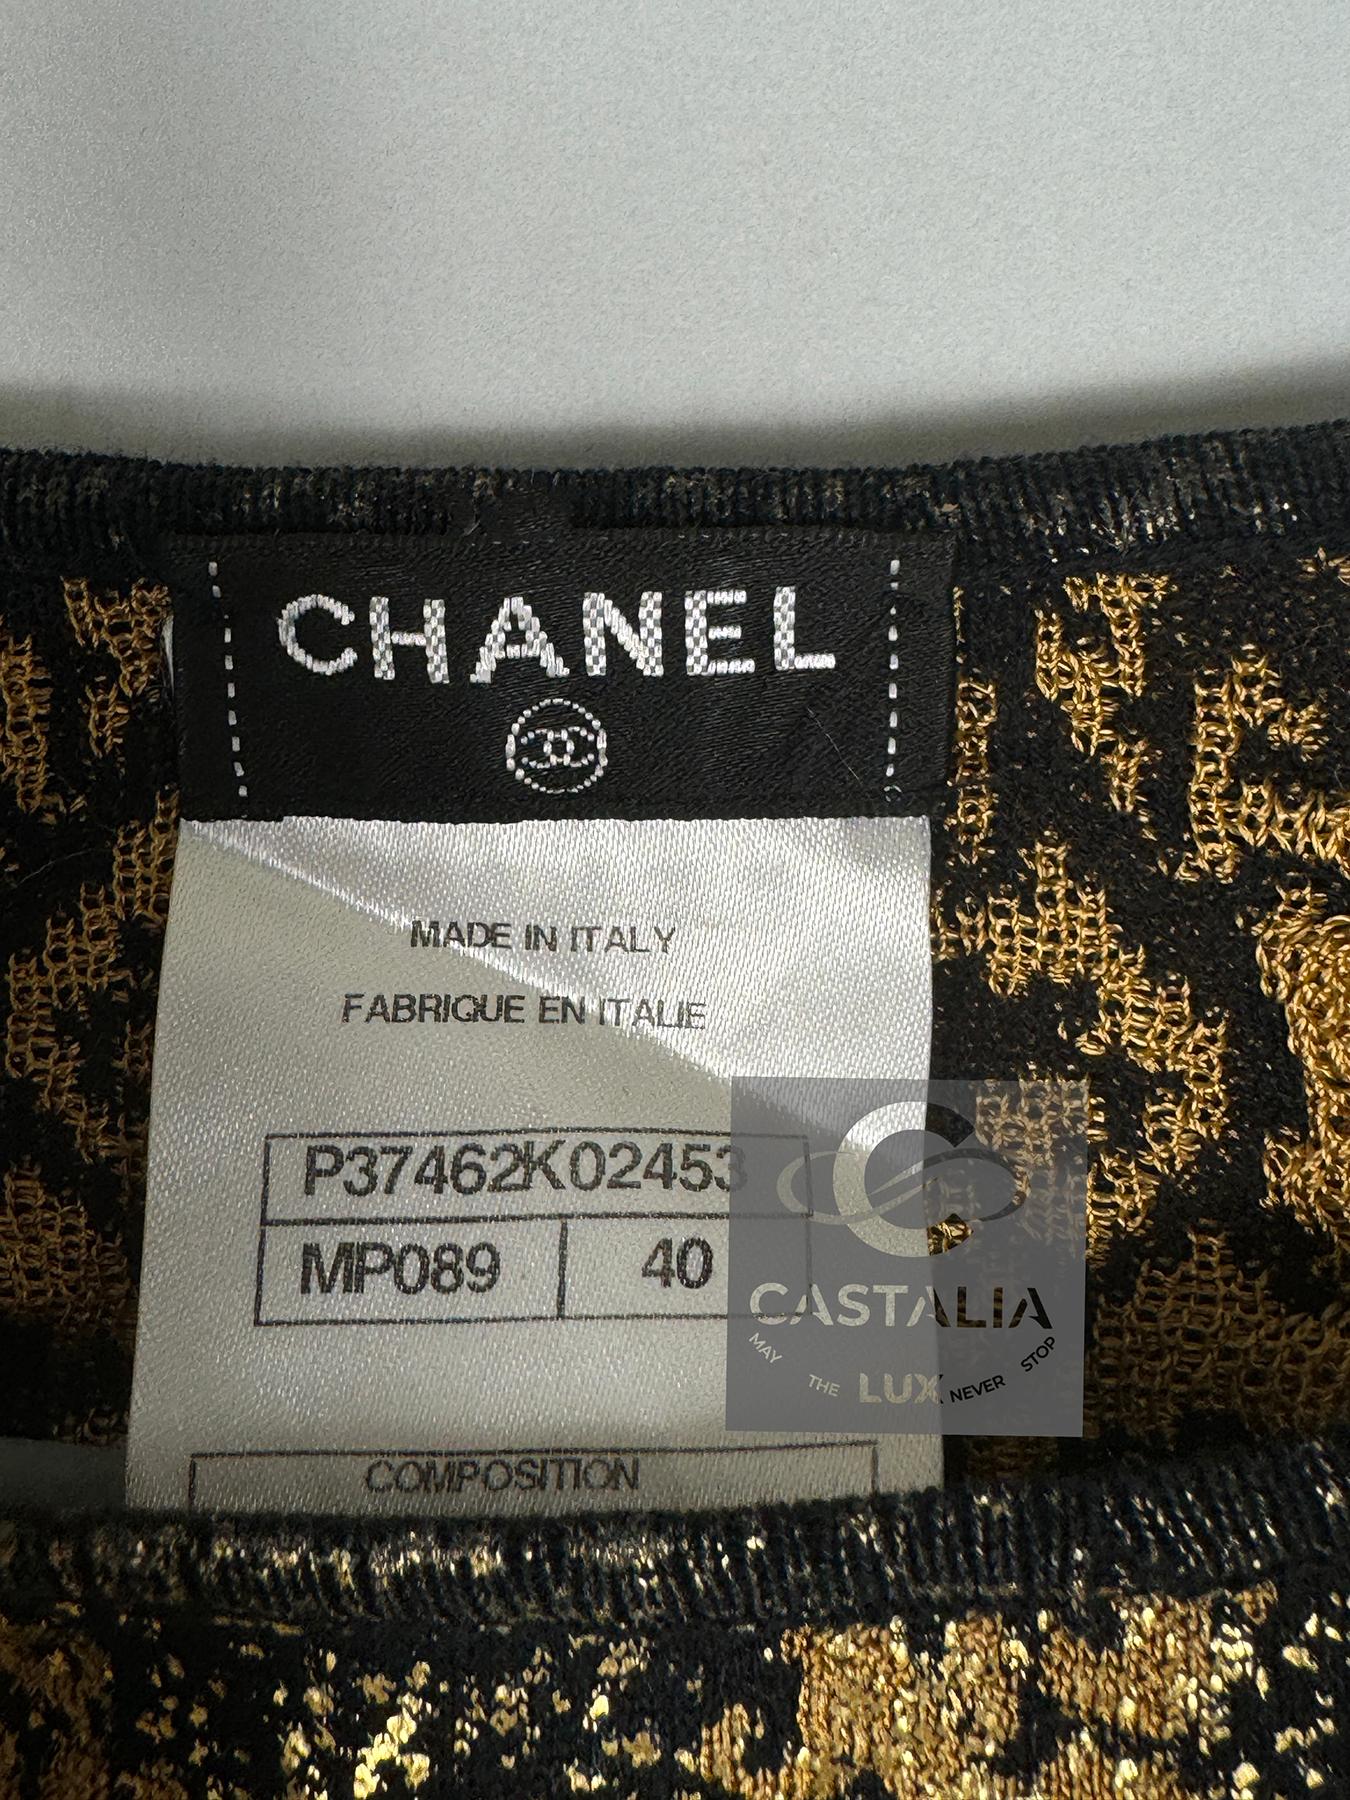 CHANEL
MADE IN ITALY
FABRIQUE EN ITALIE
P37462K02453
MP089 40
CASTALIA
MAY THE LUX NEVER STOP
COMPOSITION